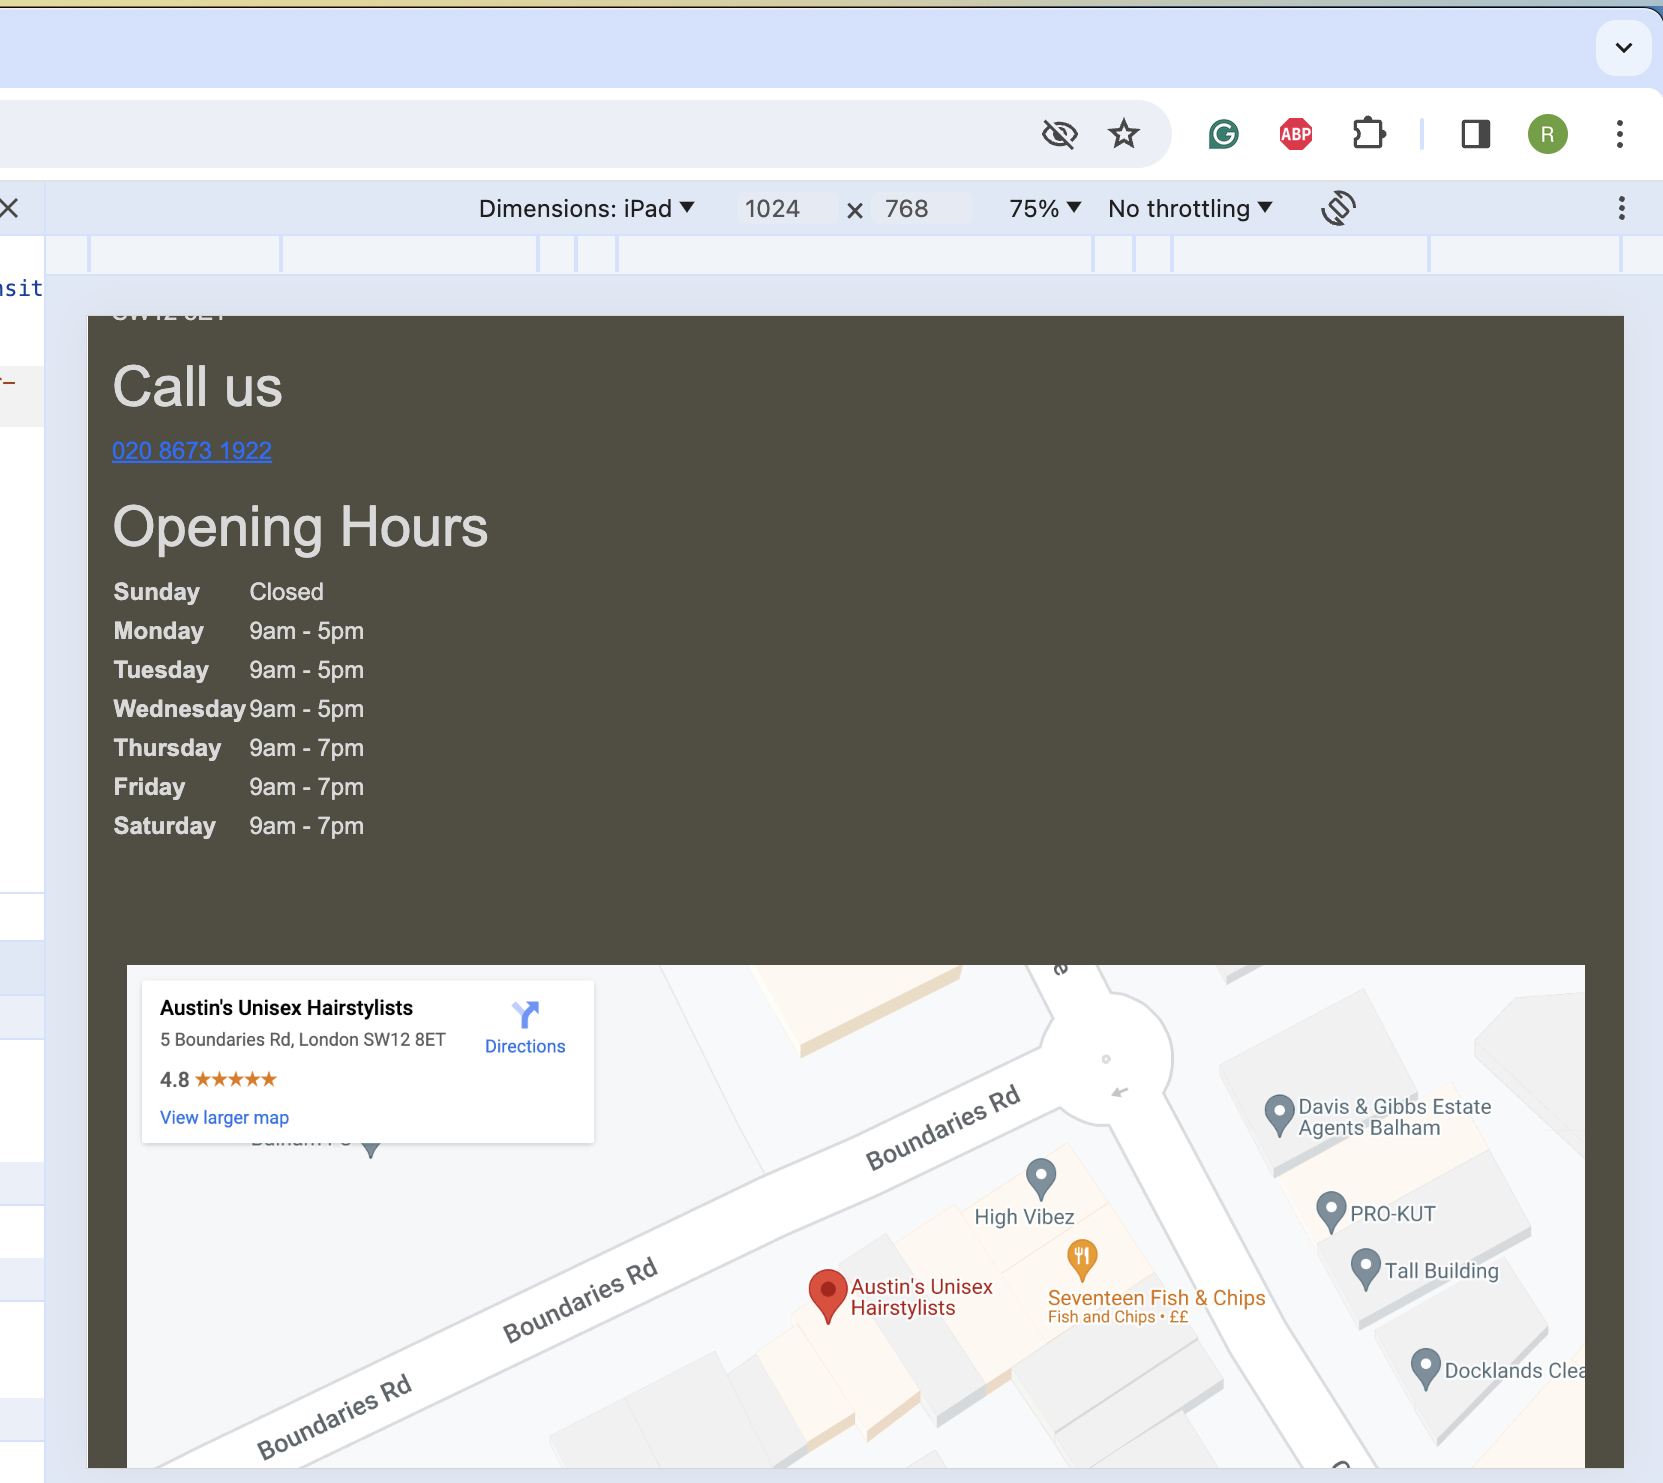 ABP
R
Dimensions: iPad ▼ 1024 × 768 75% ▼ No throttling ▼
nsit
r–
SW12 8ET
Call us
020 8673 1922
Opening Hours
Sunday Closed
Monday 9am - 5pm
Tuesday 9am - 5pm
Wednesday 9am - 5pm
Thursday 9am - 7pm
Friday 9am - 7pm
Saturday 9am - 7pm
Austin's Unisex Hairstylists
5 Boundaries Rd, London SW12 8ET
Directions
4.8 ★★★★★
View larger map
Boundaries Rd
Davis & Gibbs Estate
Agents Balham
High Vibez
PRO-KUT
Boundaries Rd
Tall Building
Austin's Unisex
Hairstylists
Seventeen Fish & Chips
Fish and Chips • ££
Docklands Clea
Boundaries Rd